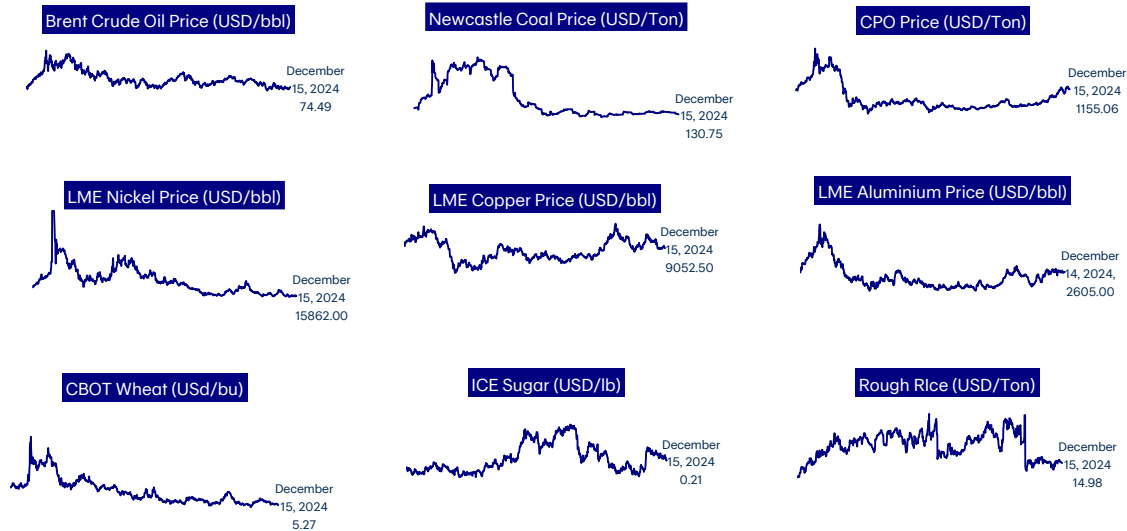 Brent Crude Oil Price (USD/bbl)
December
15, 2024
74.49
Newcastle Coal Price (USD/Ton)
December
15, 2024
130.75
CPO Price (USD/Ton)
December
15, 2024
1155.06
LME Nickel Price (USD/bbl)
December
15, 2024
15862.00
LME Copper Price (USD/bbl)
December
15, 2024
9052.50
LME Aluminium Price (USD/bbl)
December
14, 2024,
2605.00
CBOT Wheat (USd/bu)
December
15, 2024
5.27
ICE Sugar (USD/lb)
December
15, 2024
0.21
Rough RIce (USD/Ton)
December
15, 2024
14.98